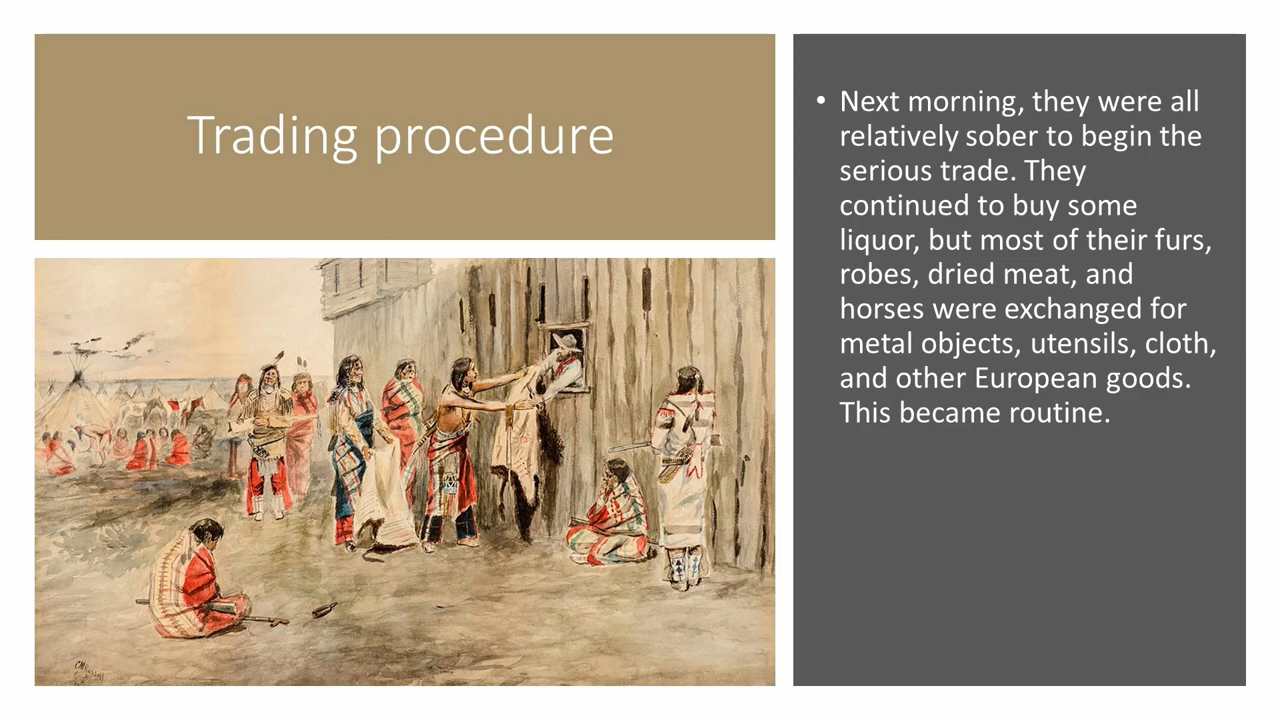 Trading procedure
• Next morning, they were all
relatively sober to begin the
serious trade. They
continued to buy some
liquor, but most of their furs,
robes, dried meat, and
horses were exchanged for
metal objects, utensils, cloth,
and other European goods.
This became routine.